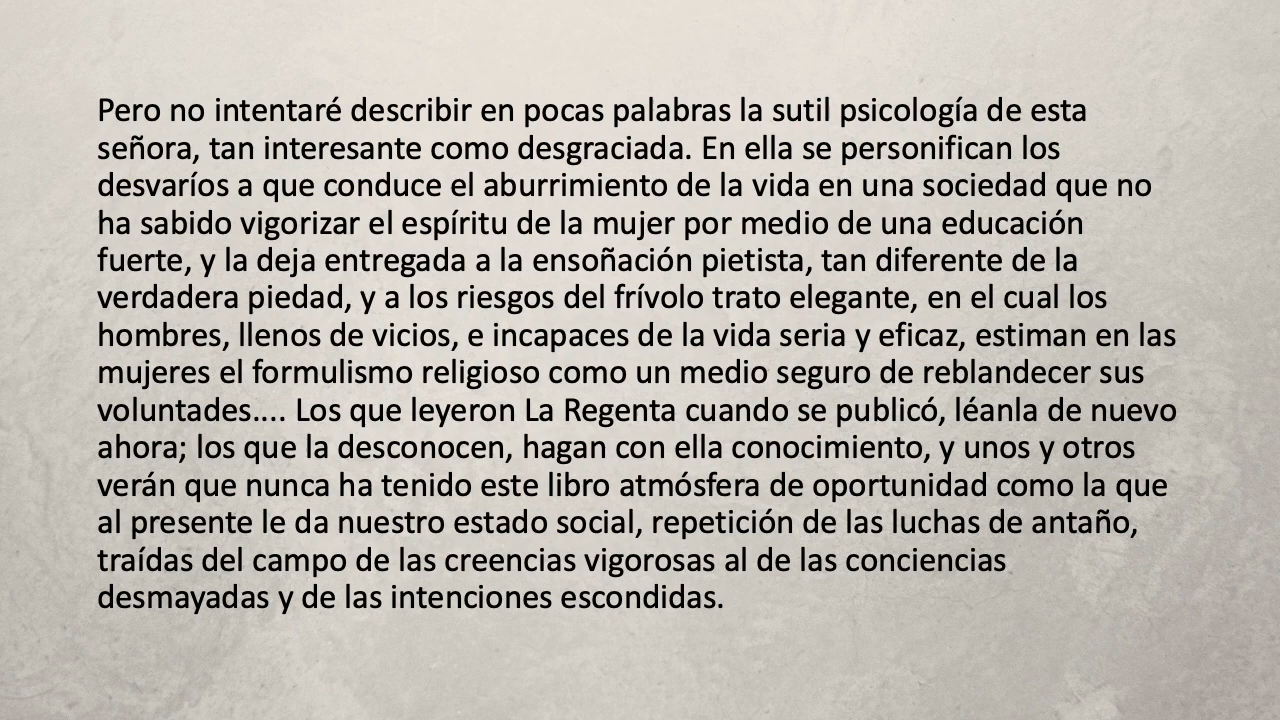 Pero no intentaré describir en pocas palabras la sutil psicología de esta
señora, tan interesante como desgraciada. En ella se personifican los
desvaríos a que conduce el aburrimiento de la vida en una sociedad que no
ha sabido vigorizar el espíritu de la mujer por medio de una educación
fuerte, y la deja entregada a la ensoñación pietista, tan diferente de la
verdadera piedad, y a los riesgos del frívolo trato elegante, en el cual los
hombres, llenos de vicios, e incapaces de la vida seria y eficaz, estiman en las
mujeres el formulismo religioso como un medio seguro de reblandecer sus
voluntades.... Los que leyeron La Regenta cuando se publicó, léanla de nuevo
ahora; los que la desconocen, hagan con ella conocimiento, y unos y otros
verán que nunca ha tenido este libro atmósfera de oportunidad como la que
al presente le da nuestro estado social, repetición de las luchas de antaño,
traídas del campo de las creencias vigorosas al de las conciencias
desmayadas y de las intenciones escondidas.